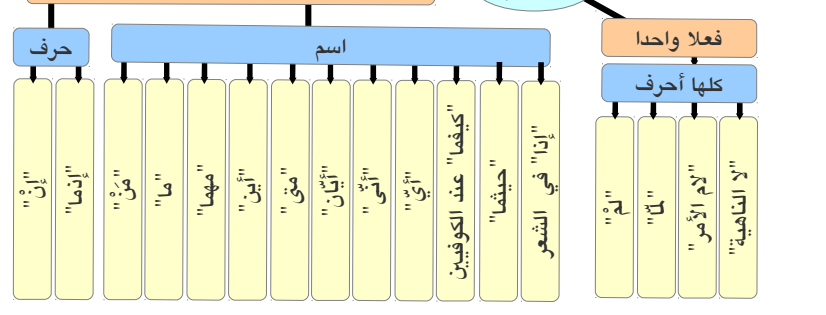 فعلا واحدا
كلها أحرف
"لا الناهية"
"لام الأمر"
"لمّا"
"لمْ"
اسم
"إذا" في الشعر
"حيثما"
"كيفما" عند الكوفيين
"أيّ"
"أنّى"
"أيّان"
"متى"
"أين"
"مهما"
"ما"
"مَنْ"
حرف
"إذما"
"إنْ"